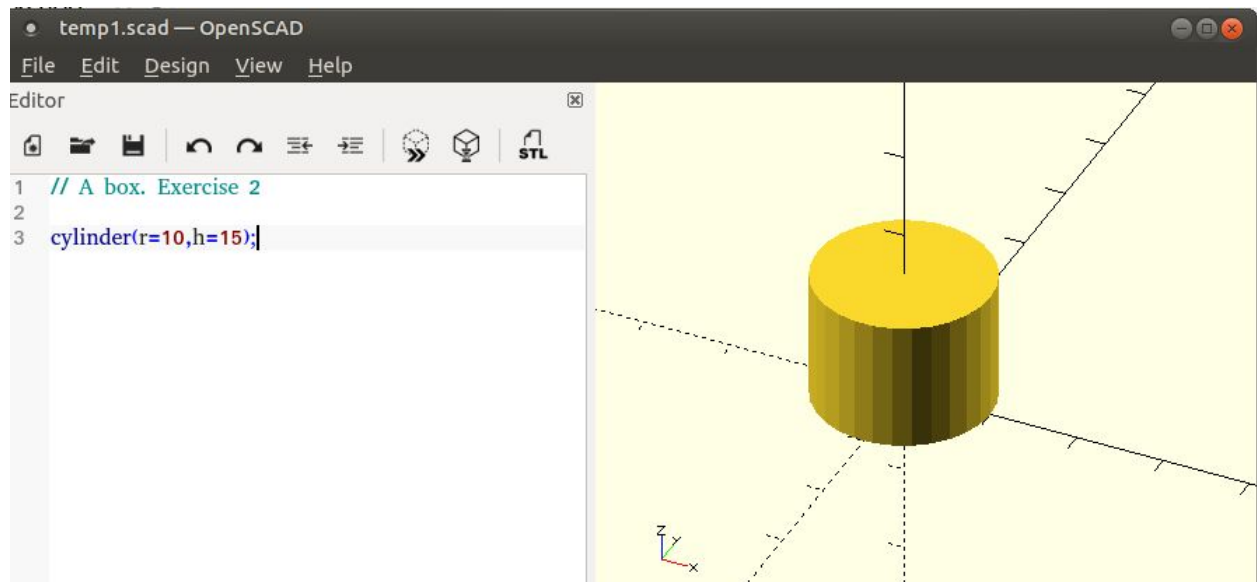 temp1.scad — OpenSCAD
File Edit Design View Help
Editor
STL
1 // A box. Exercise 2
2
3 cylinder(r=10,h=15);
Z
Y
X